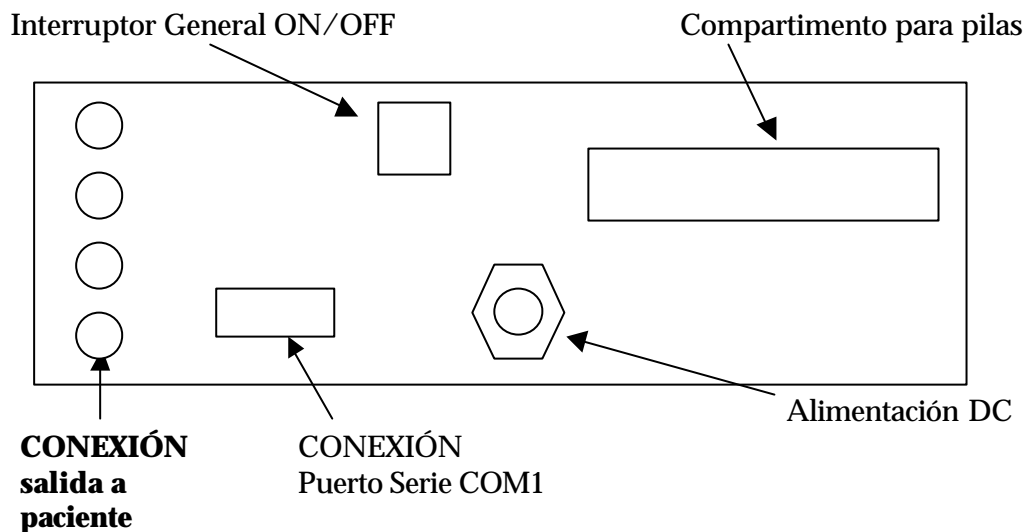 Interruptor General ON/OFF
Compartimento para pilas
Alimentación DC
CONEXIÓN
salida a
paciente
CONEXIÓN
Puerto Serie COM1